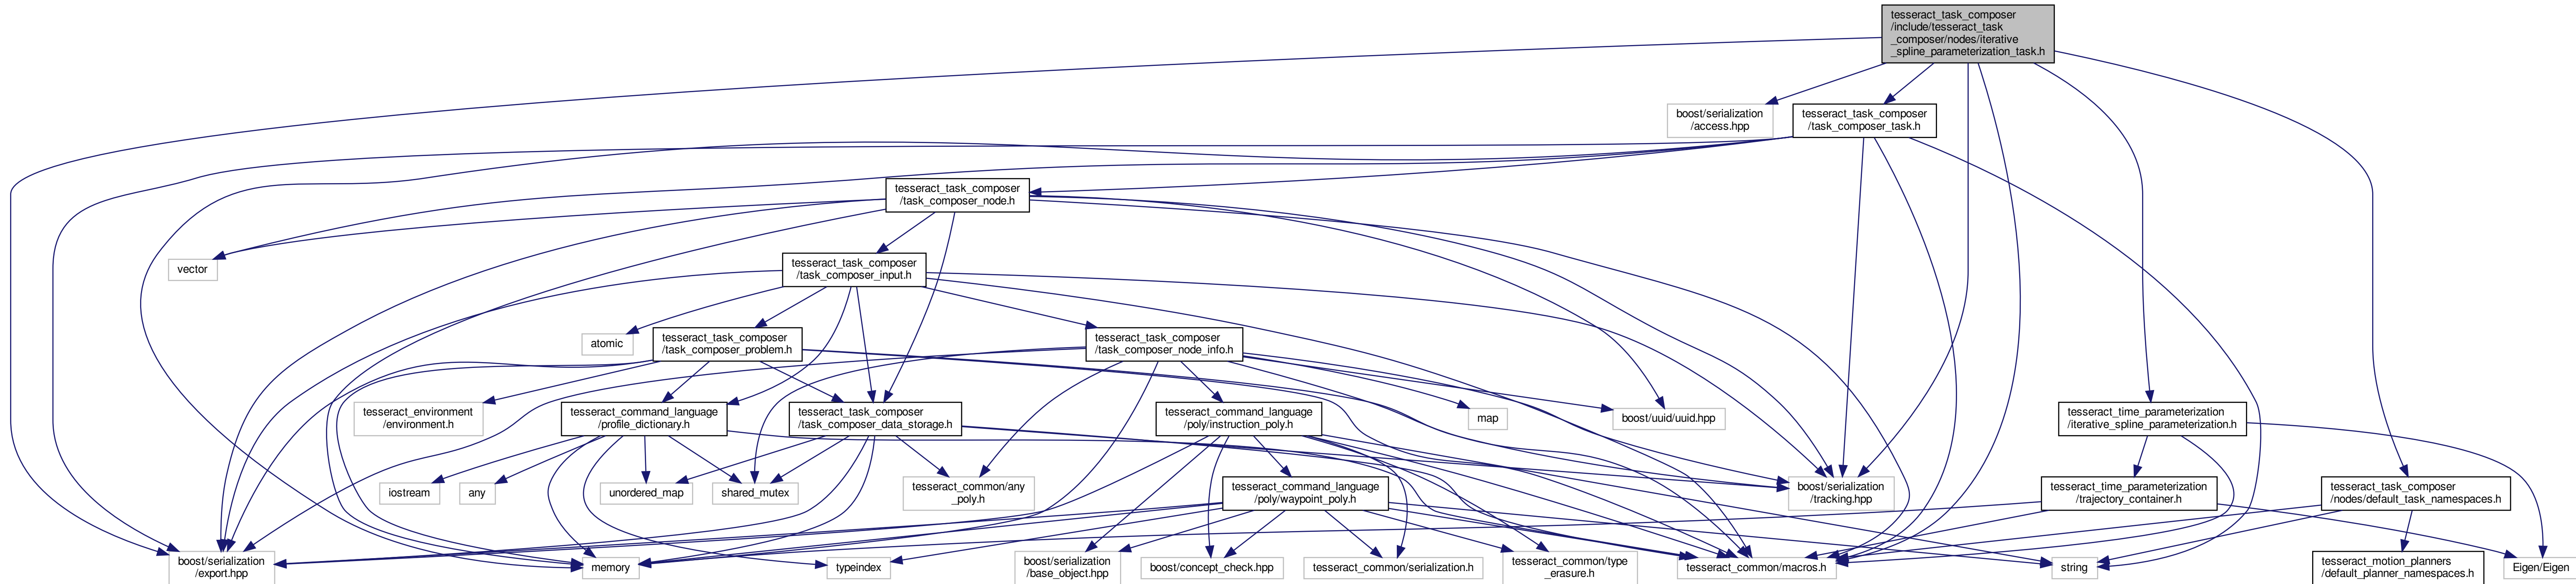 tesseract_task_composer
/include/tesseract_task
_composer/nodes/iterative
_spline_parameterization_task.h
boost/serialization
/access.hpp
tesseract_task_composer
/task_composer_task.h
tesseract_task_composer
/task_composer_node.h
vector
tesseract_task_composer
/task_composer_input.h
atomic
tesseract_task_composer
/task_composer_problem.h
tesseract_task_composer
/task_composer_node_info.h
tesseract_environment
/environment.h
tesseract_command_language
/profile_dictionary.h
tesseract_task_composer
/task_composer_data_storage.h
tesseract_command_language
/poly/instruction_poly.h
map
boost/uuid/uuid.hpp
tesseract_time_parameterization
/iterative_spline_parameterization.h
iostream
any
unordered_map
shared_mutex
tesseract_common/any
_poly.h
tesseract_command_language
/poly/waypoint_poly.h
boost/serialization
/tracking.hpp
tesseract_time_parameterization
/trajectory_container.h
tesseract_task_composer
/nodes/default_task_namespaces.h
boost/serialization
/export.hpp
memory
typeindex
boost/serialization
/base_object.hpp
boost/concept_check.hpp
tesseract_common/serialization.h
tesseract_common/type
_erasure.h
tesseract_common/macros.h
string
tesseract_motion_planners
/default_planner_namespaces.h
Eigen/Eigen